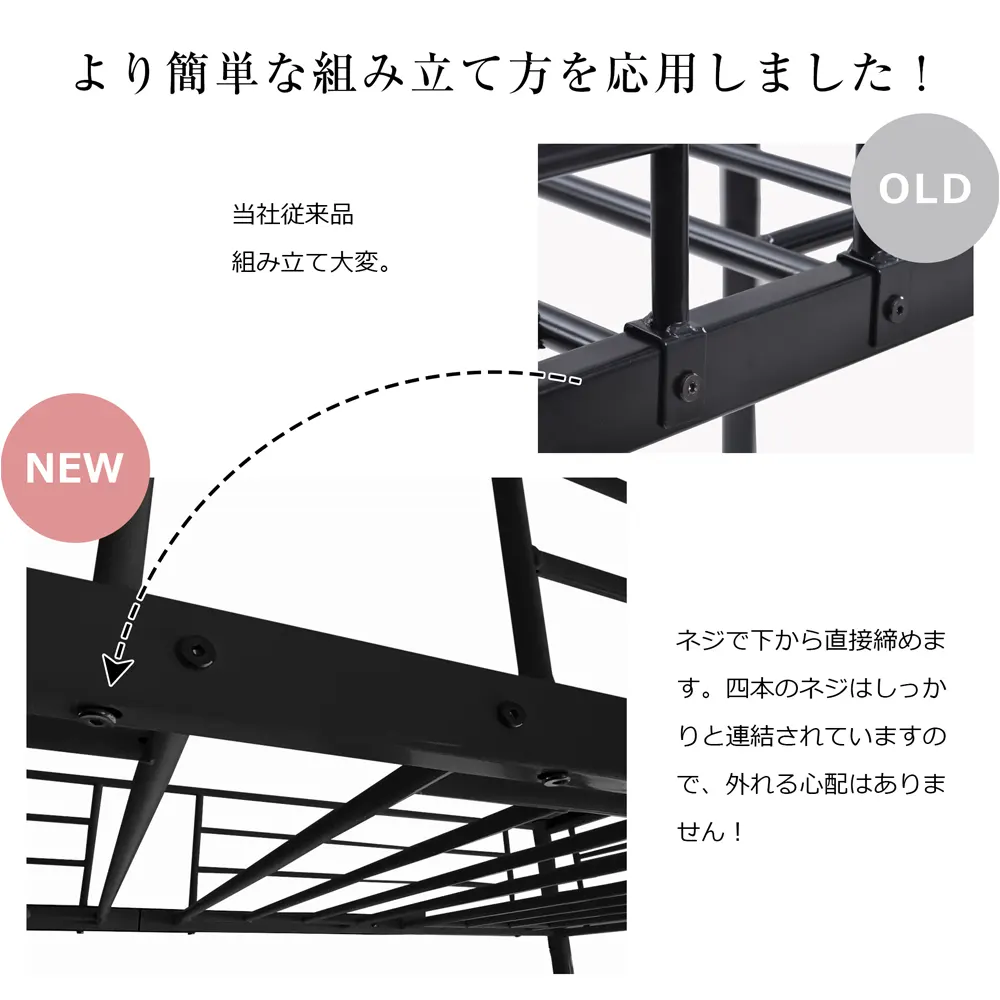 より簡単な組み立て方を応用しました！
OLD
当社従来品
組み立て大変。
NEW
ネジで下から直接締めま
す。四本のネジはしっか
りと連結されていますの
で、外れる心配はありま
せん！